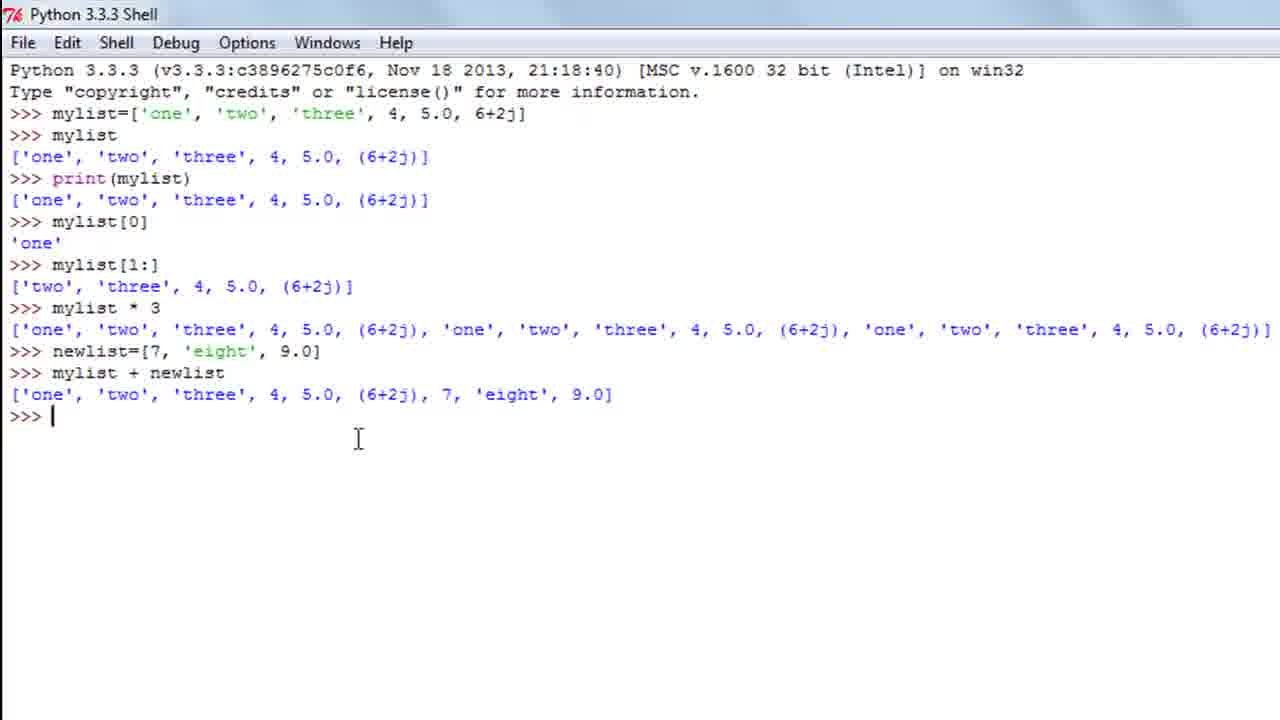 Python 3.3.3 Shell
File Edit Shell Debug Options Windows Help
Python 3.3.3 (v3.3.3:c3896275c0f6, Nov 18 2013, 21:18:40) [MSC v.1600 32 bit (Intel)] on win32
Type "copyright", "credits" or "license()" for more information.
>>> mylist=['one', 'two', 'three', 4, 5.0, 6+2j]
>>> mylist
['one', 'two', 'three', 4, 5.0, (6+2j)]
>>> print(mylist)
['one', 'two', 'three', 4, 5.0, (6+2j)]
>>> mylist[0]
'one'
>>> mylist[1:]
['two', 'three', 4, 5.0, (6+2j)]
>>> mylist * 3
['one', 'two', 'three', 4, 5.0, (6+2j), 'one', 'two', 'three', 4, 5.0, (6+2j), 'one', 'two', 'three', 4, 5.0, (6+2j)]
>>> newlist=[7, 'eight', 9.0]
>>> mylist + newlist
['one', 'two', 'three', 4, 5.0, (6+2j), 7, 'eight', 9.0]
>>>